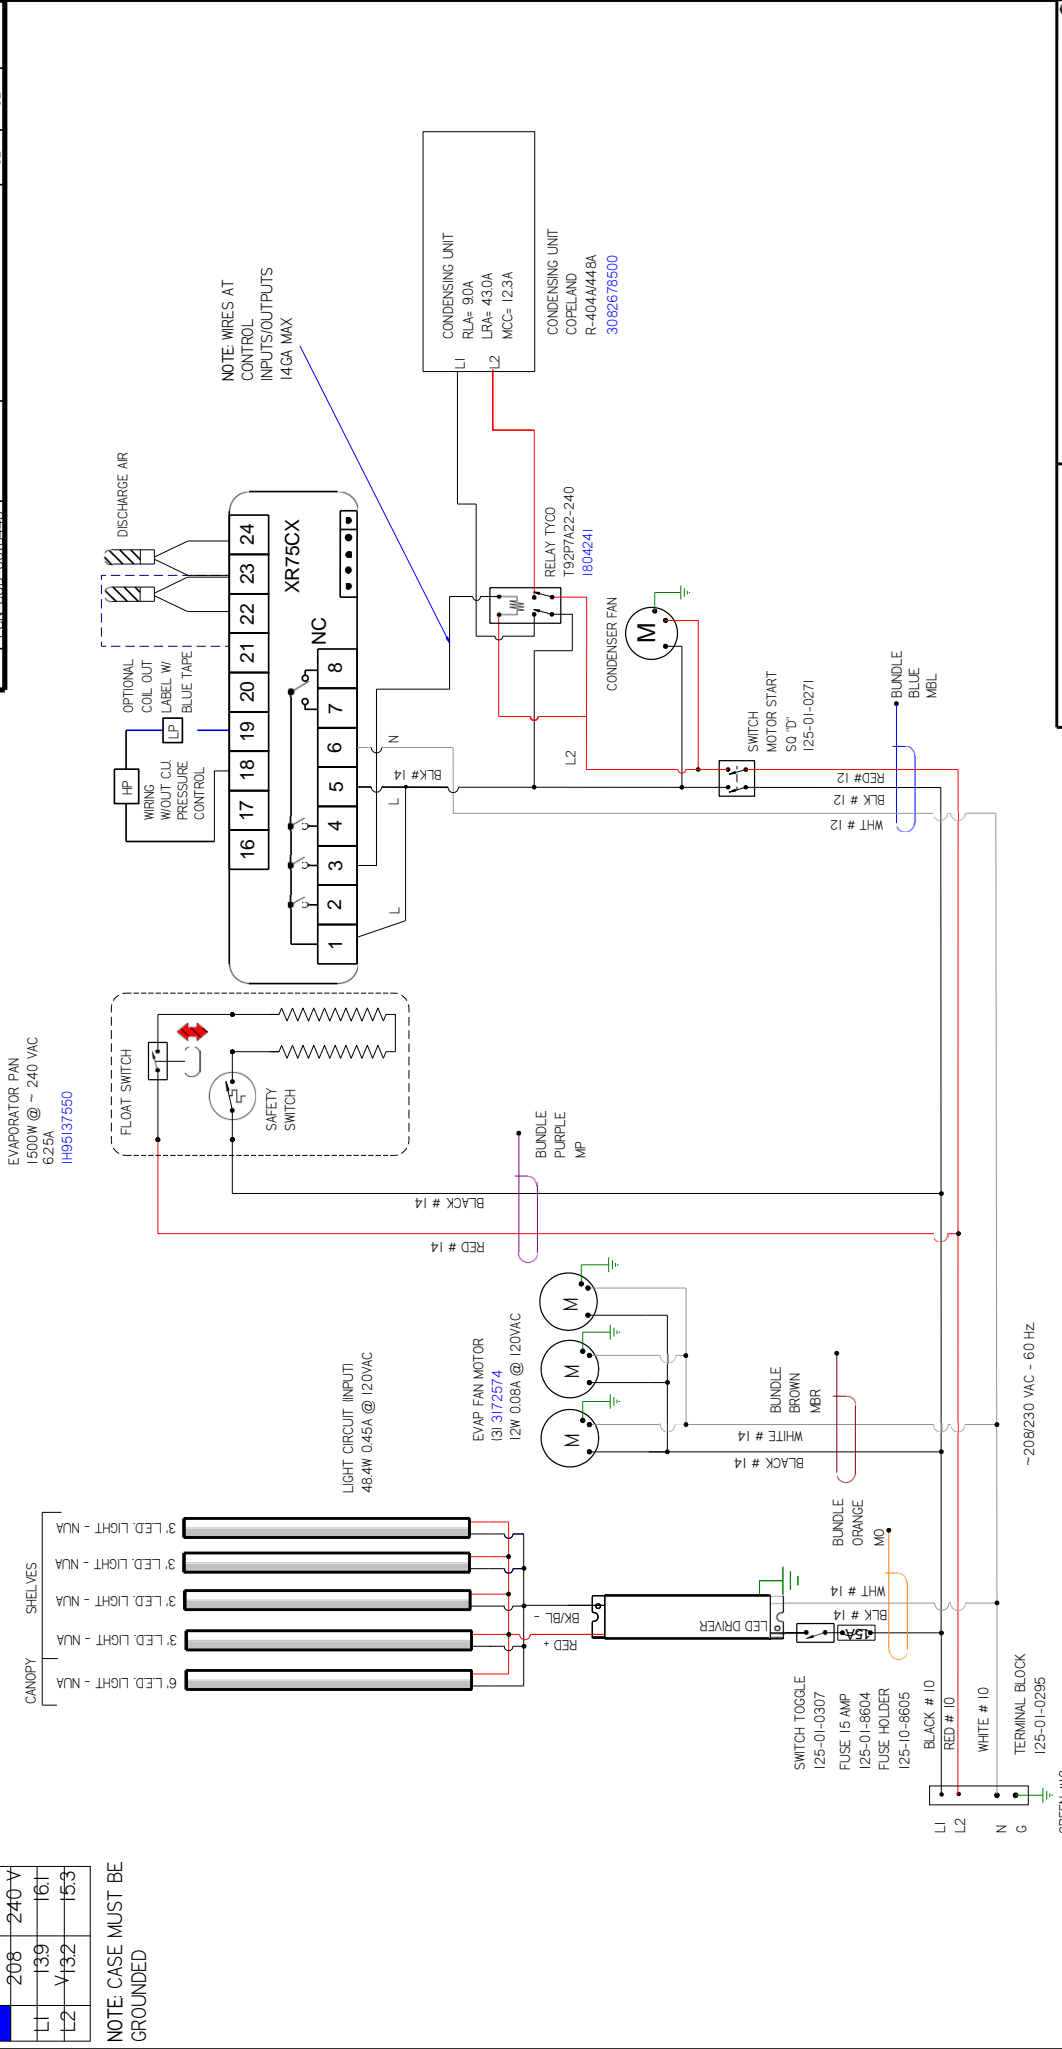 EVAPORATOR PAN
1500W @ ~ 240 VAC
6.25A
1H95137550
FLOAT SWITCH
SAFETY
SWITCH
HP
LP
WIRING
W/OUT C.U.
PRESSURE
CONTROL
OPTIONAL
COIL OUT
LABEL W/
BLUE TAPE
DISCHARGE AIR
16
17
18
19
20
21
22
23
24
XR75CX
NC
1
2
3
4
5
6
7
8
L
L
N
BLK# 14
NOTE: WIRES AT
CONTROL
INPUTS/OUTPUTS
14GA MAX
CONDENSING UNIT
RLA= 9.0A
LRA= 43.0A
MCC= 12.3A
L1
L2
CONDENSING UNIT
COPELAND
R-404A/448A
3082678500
RELAY TYCO
T92P7A22-240
1804241
CONDENSER FAN
M
L2
SWITCH
MOTOR START
SQ "D"
125-01-0271
BUNDLE
BLUE
MBL
RED# 12
BLK # 12
WHT # 12
BLACK # 14
RED # 14
BUNDLE
PURPLE
MP
LIGHT CIRCUIT (INPUT)
48.4W 0.45A @ 120VAC
EVAP FAN MOTOR
(3) 3172574
12W 0.08A @ 120VAC
M
M
M
WHITE # 14
BLACK # 14
BUNDLE
BROWN
MBR
CANOPY
SHELVES
6' L.E.D. LIGHT - NUA
3' L.E.D. LIGHT - NUA
3' L.E.D. LIGHT - NUA
3' L.E.D. LIGHT - NUA
3' L.E.D. LIGHT - NUA
BK/BL -
RED +
LED DRIVER
15A
WHT # 14
BLK # 14
BUNDLE
ORANGE
MO
SWITCH TOGGLE
125-01-0307
FUSE 15 AMP
125-01-8604
FUSE HOLDER
125-10-8605
BLACK # 10
RED # 10
WHITE # 10
TERMINAL BLOCK
125-01-0295
~208/230 VAC - 60 HZ
L1
L2
N
G
208
240 V
L1
13.9
16.1
L2
V13.2
15.3
NOTE: CASE MUST BE
GROUNDED